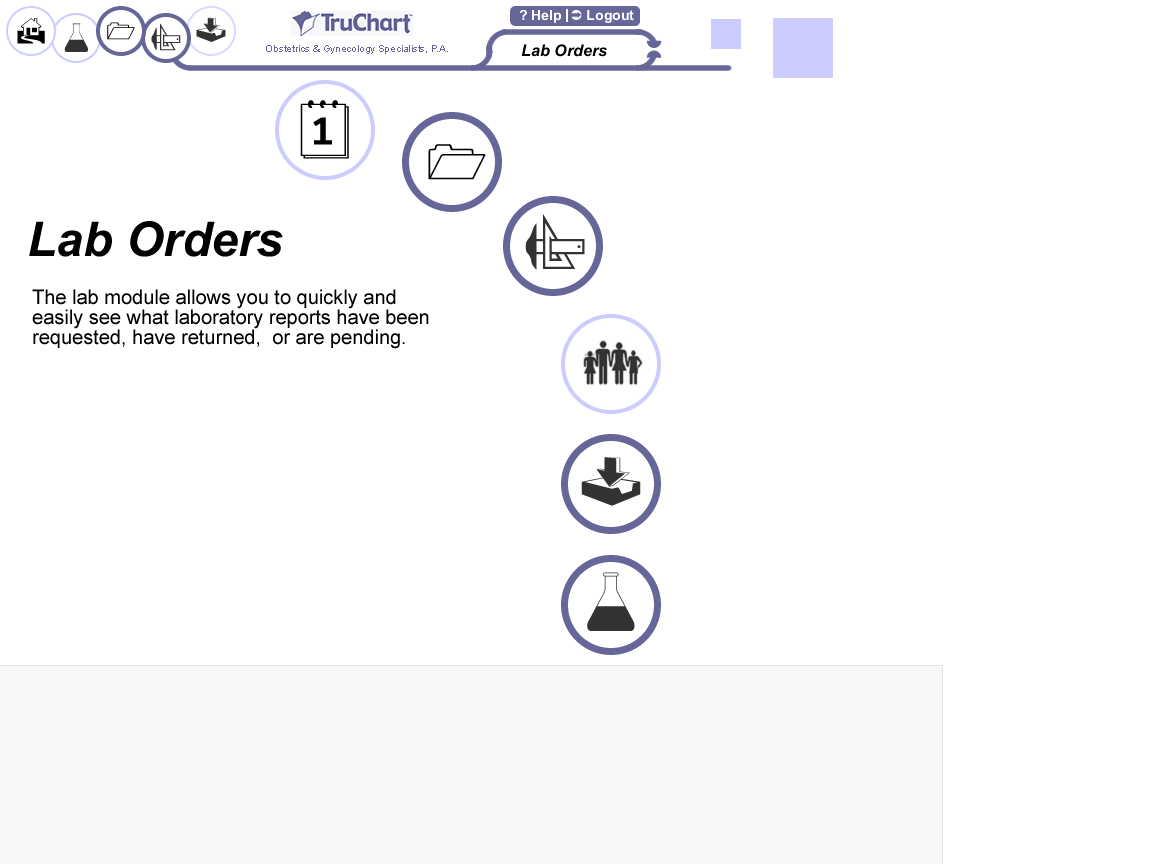 TruChart
Obstetrics & Gynecology Specialists, P.A.
? Help | Logout
Lab Orders
1
Lab Orders
The lab module allows you to quickly and
easily see what laboratory reports have been
requested, have returned,  or are pending.